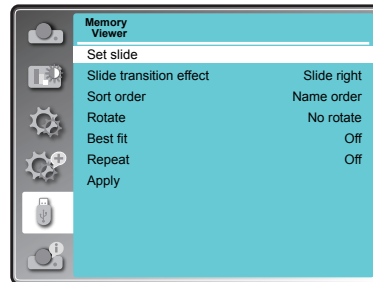 Memory
Viewer
Set slide
Slide transition effect Slide right
Sort order Name order
Rotate No rotate
Best fit Off
Repeat Off
Apply